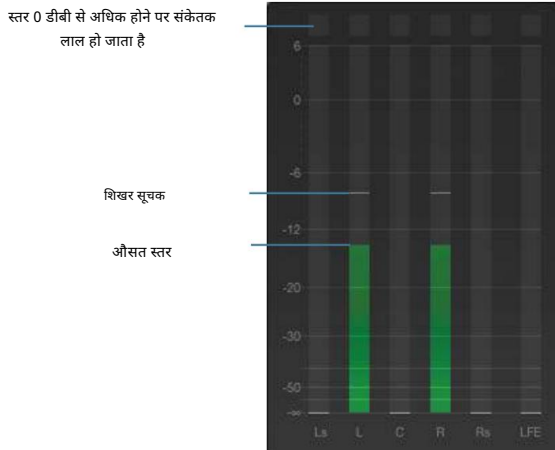 स्तर 0 डीबी से अधिक होने पर संकेतक
लाल हो जाता है
6
0
-6
शिखर सूचक
-12
औसत स्तर
-20
-30
-50
-∞
Ls L C R Rs LFE